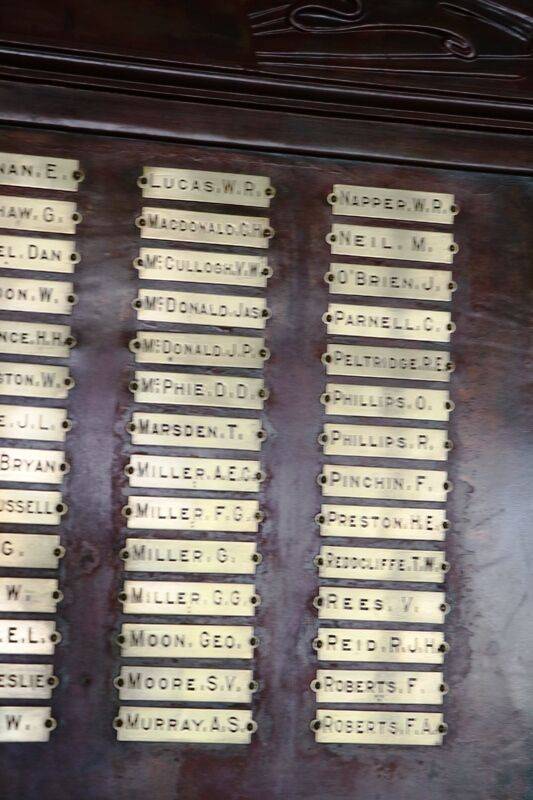 NAN. E.
HAW. G.
EL. DAN
DON. W.
NCE. H.H.
STON. W.
E. J.L.
BRYAN
USSELL
G.
W.
.E.L.
ESLIE
W.
LUCAS. W.R.
MACDONALD. C.H.
McCULLOGH. V.W.
McDONALD. JAS.
McDONALD. J.P.
McPHIE. D.D.
MARSDEN. T.
MILLER. A.E.C.
MILLER. F.G.
MILLER. G.
MILLER. G.G.
MOON. GEO.
MOORE. S.V.
MURRAY. A.S.
NAPPER. W.R.
NEIL. M.
O'BRIEN. J.
PARNELL. C.
PELTRIDGE. P.E.
PHILLIPS. O.
PHILLIPS. R.
PINCHIN. F.
PRESTON. H.E.
REDDCLIFFE. T.W.
REES. V.
REID. R.J.H.
ROBERTS. F.
ROBERTS. F.A.